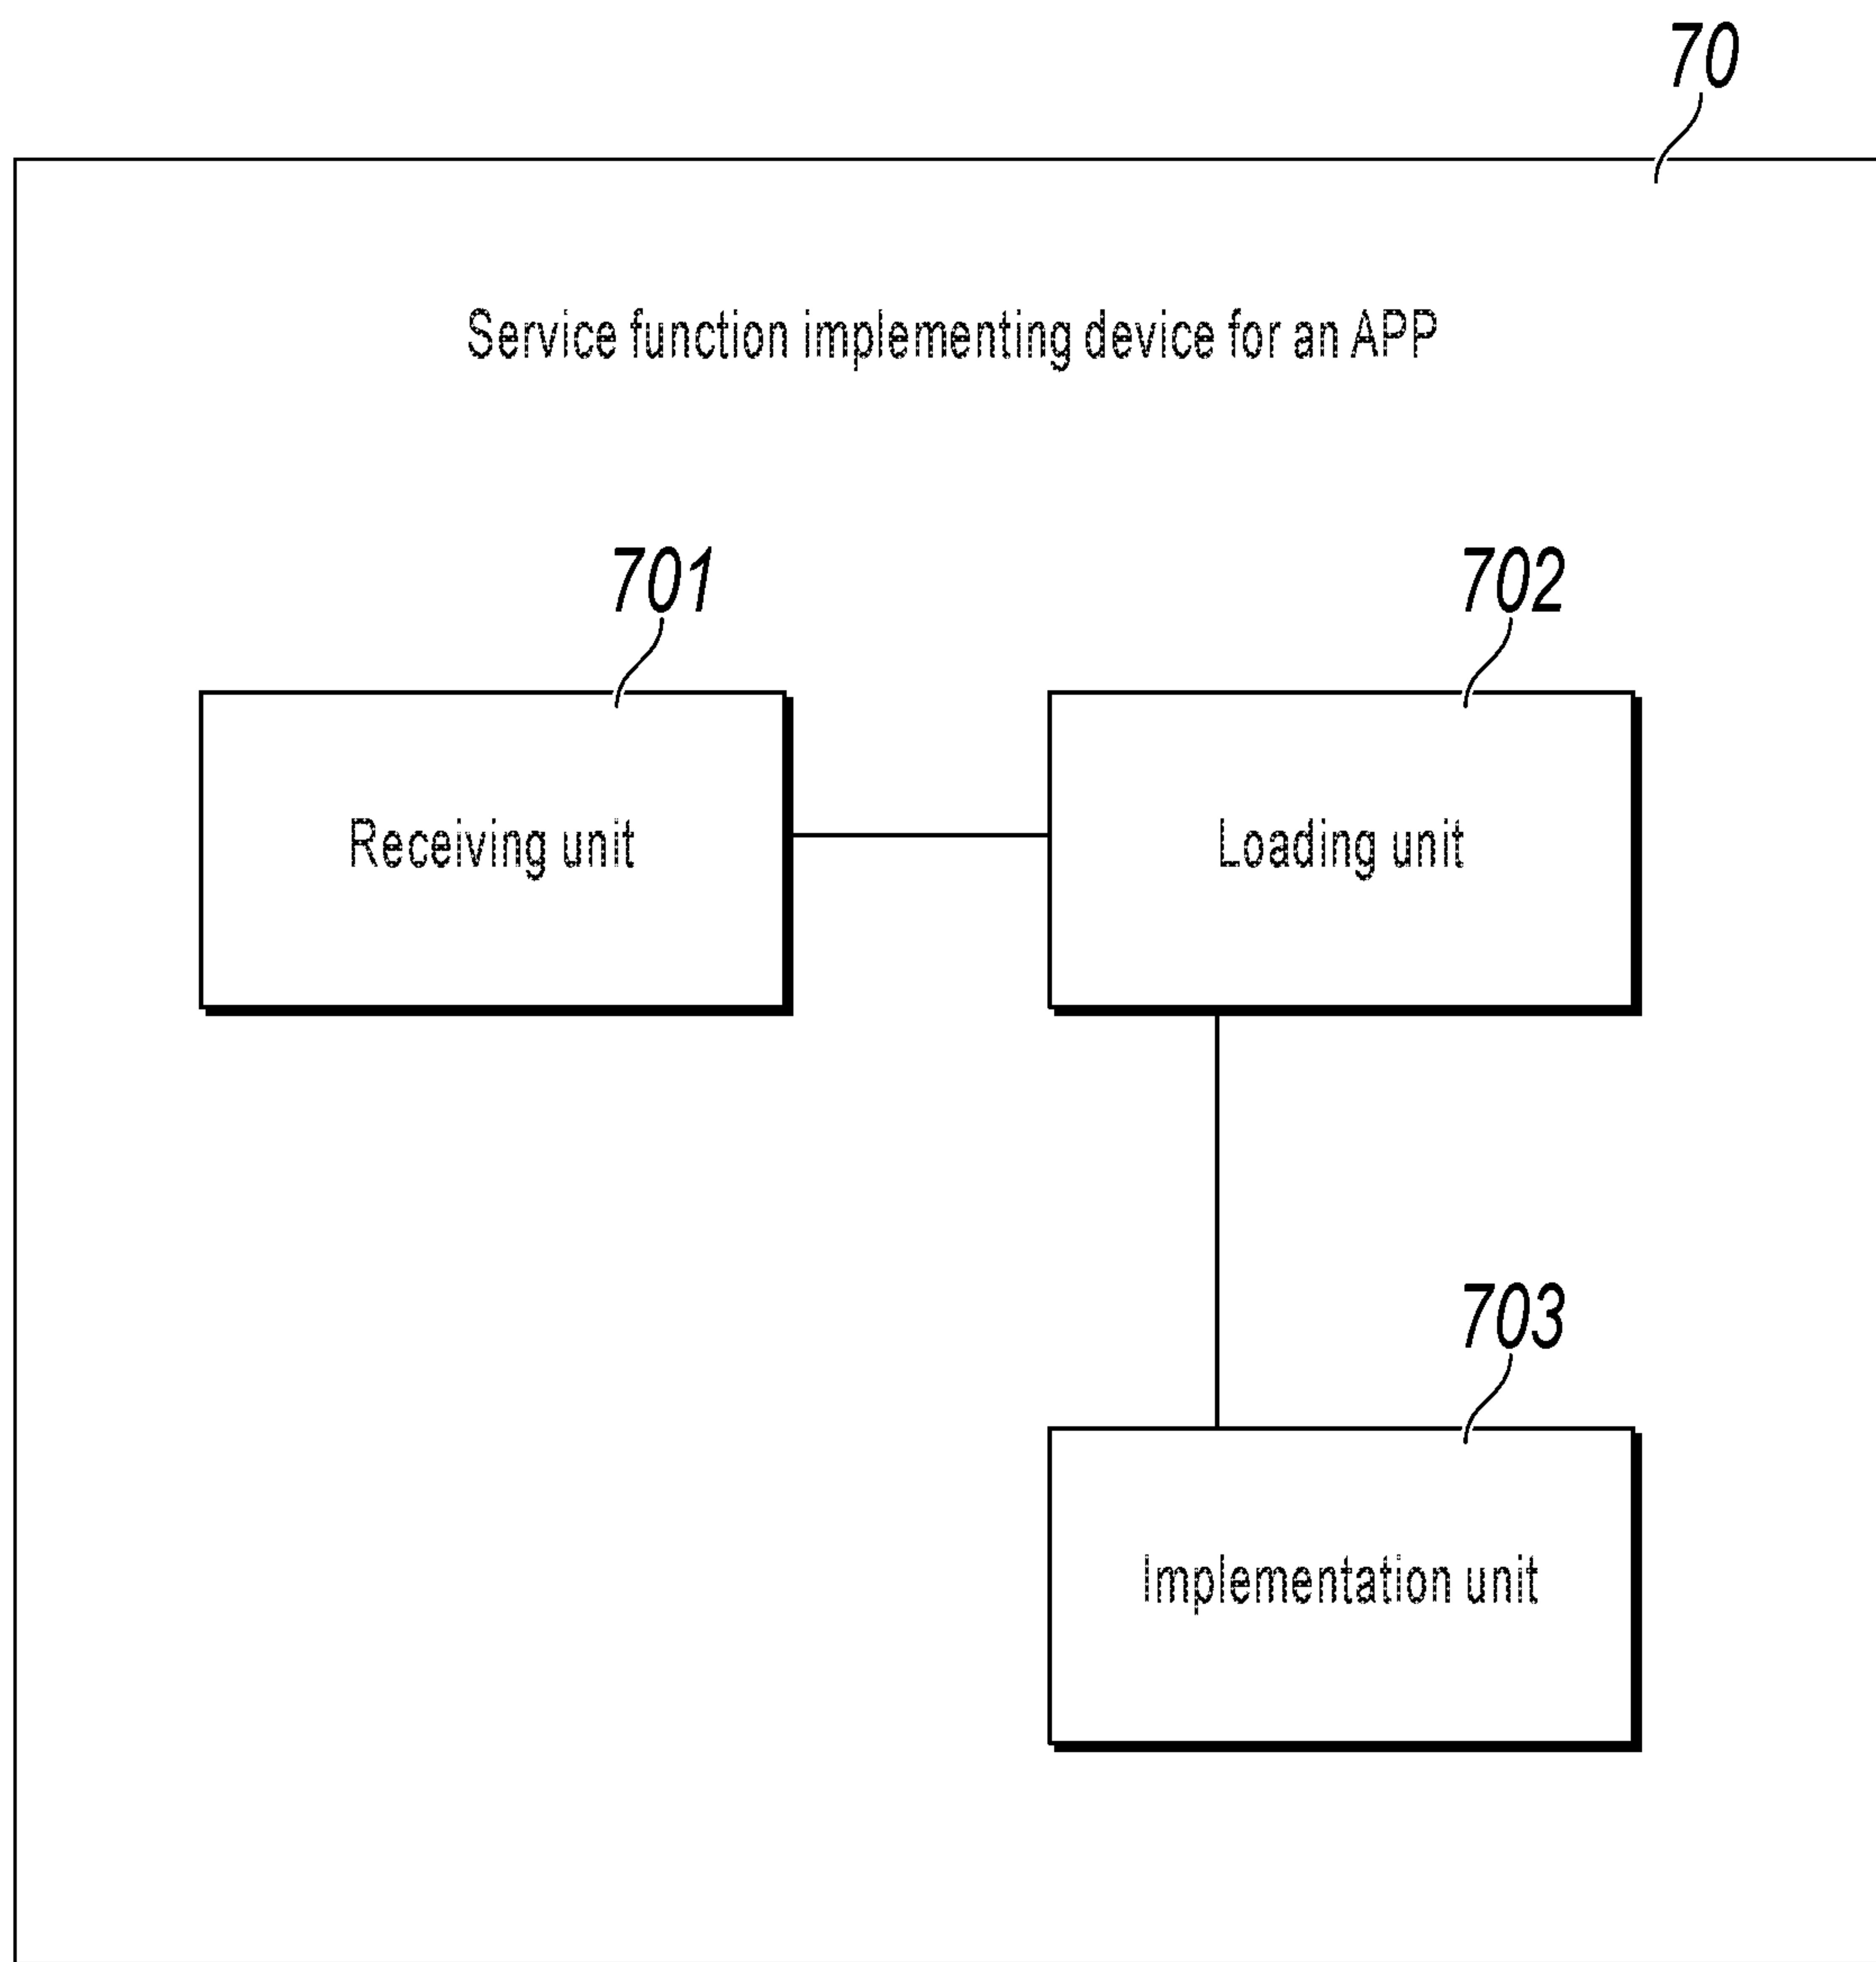 70
Service function implementing device for an APP
701
702
Receiving unit
Loading unit
703
Implementation unit